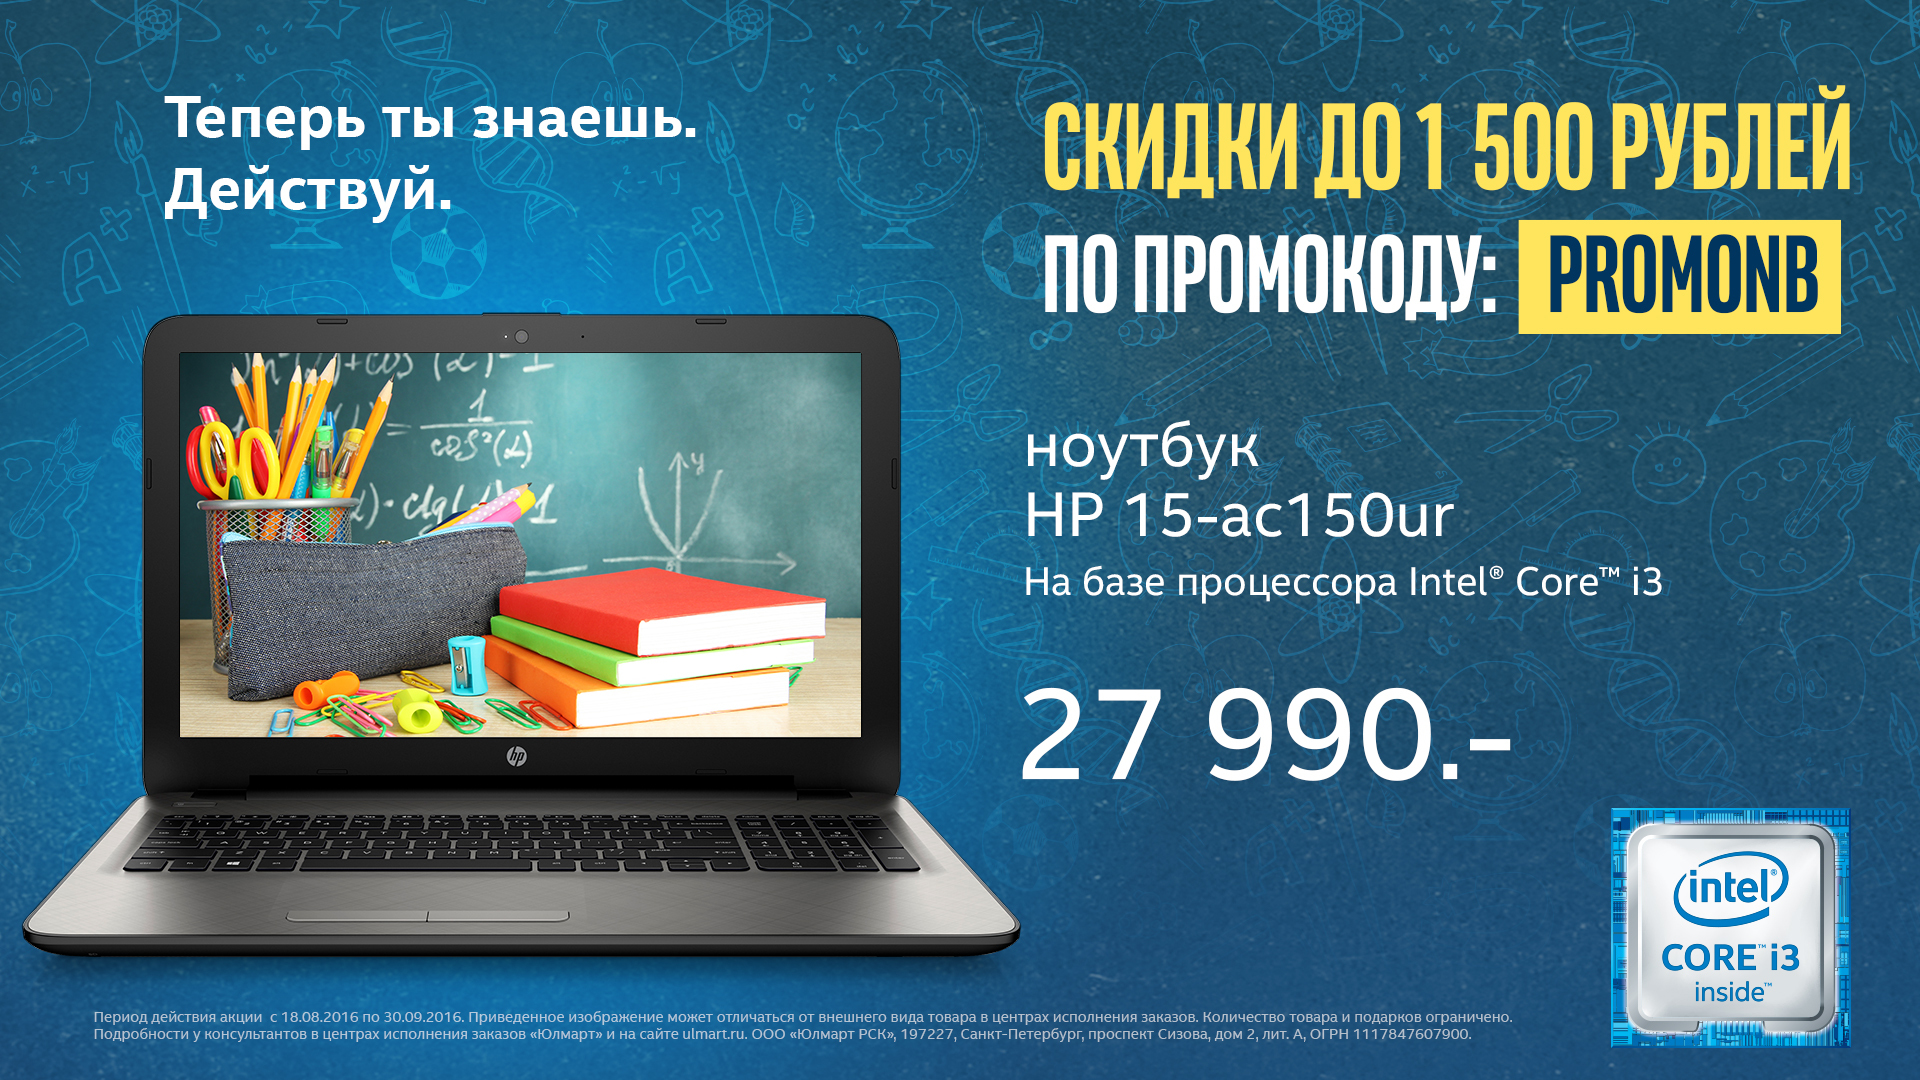 Теперь ты знаешь.
Действуй.
СКИДКИ ДО 1 500 РУБЛЕЙ
ПО ПРОМОКОДУ: PROMONB
ноутбук
HP 15-ac150ur
На базе процессора Intel® Core™ i3
27 990.-
hp
intel®
CORE™ i3
inside™
Период действия акции с 18.08.2016 по 30.09.2016. Приведенное изображение может отличаться от внешнего вида товара в центрах исполнения заказов. Количество товара и подарков ограничено.
Подробности у консультантов в центрах исполнения заказов «Юлмарт» и на сайте ulmart.ru. ООО «Юлмарт РСК», 197227, Санкт-Петербург, проспект Сизова, дом 2, лит. А, ОГРН 1117847607900.